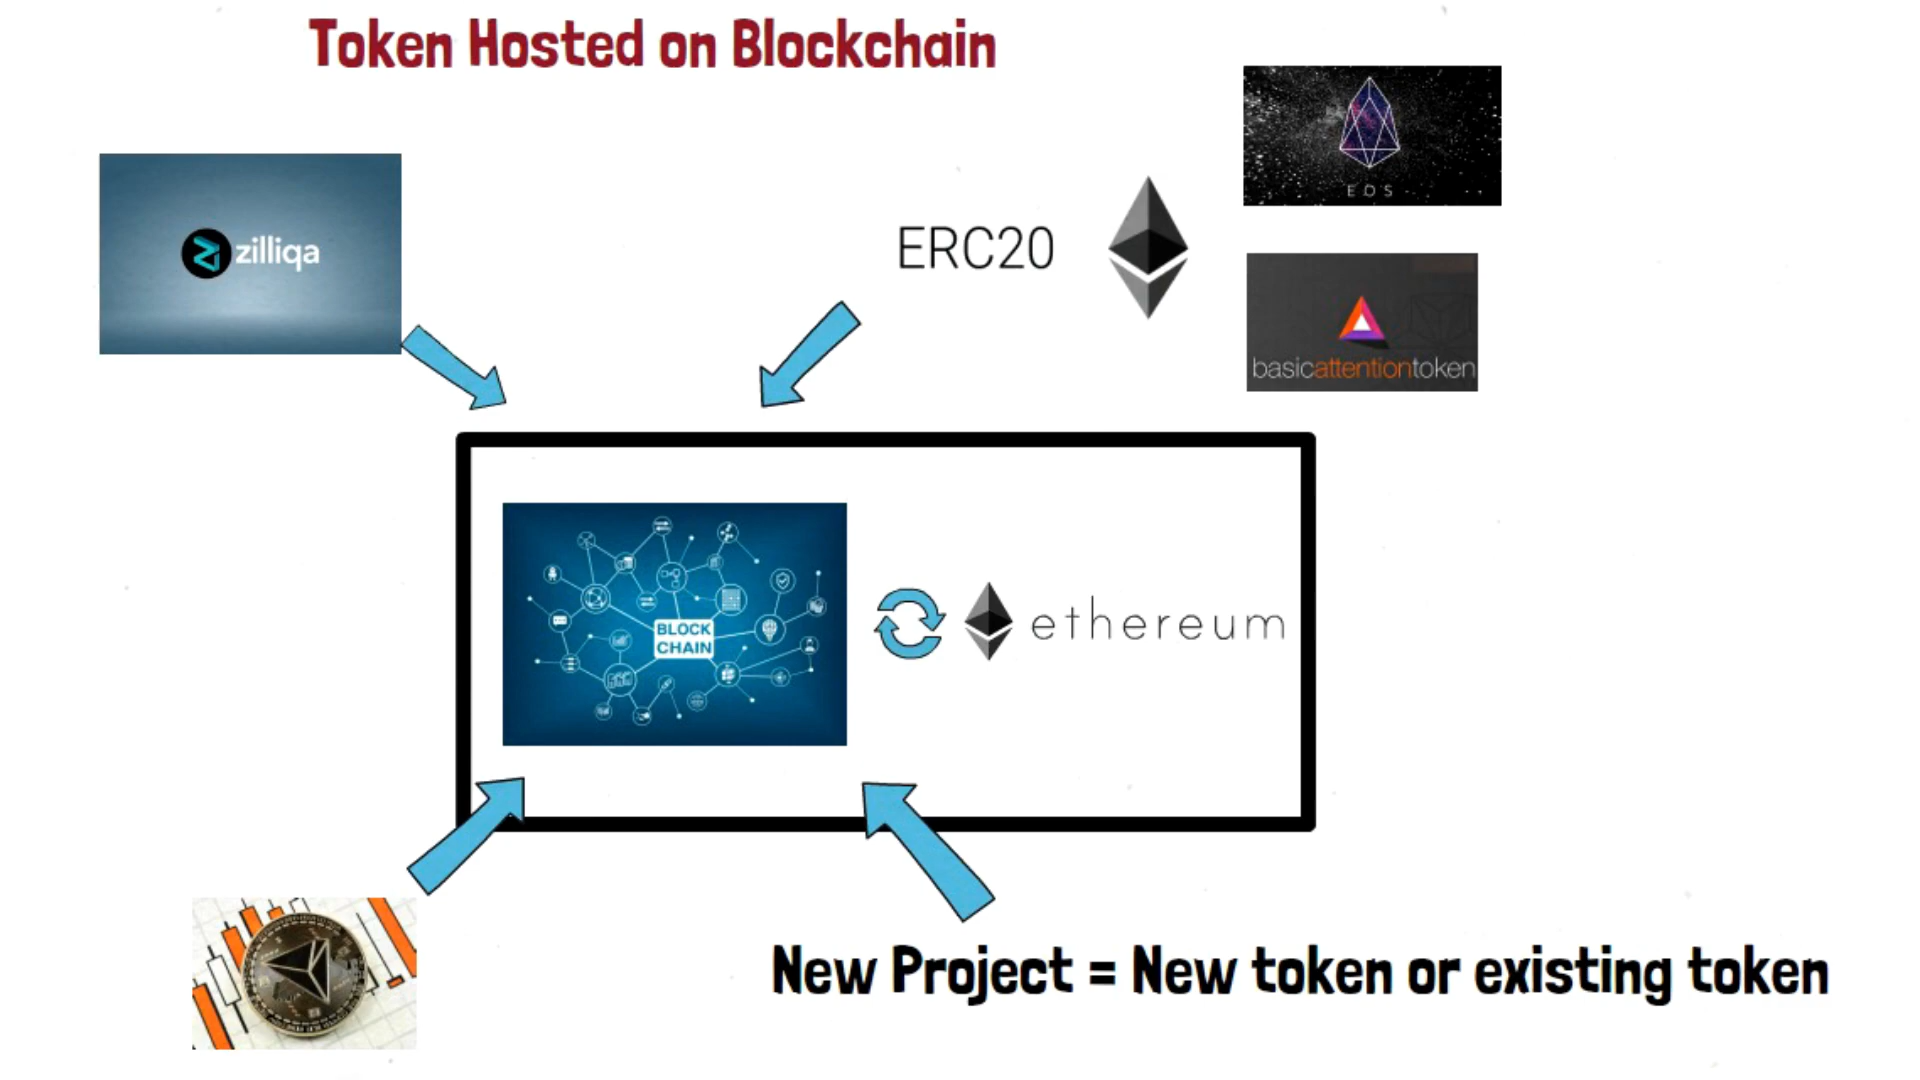 Token Hosted on Blockchain
EOS
zilliqa
ERC20
basicattentiontoken
BLOCK
CHAIN
ethereum
New Project = New token or existing token